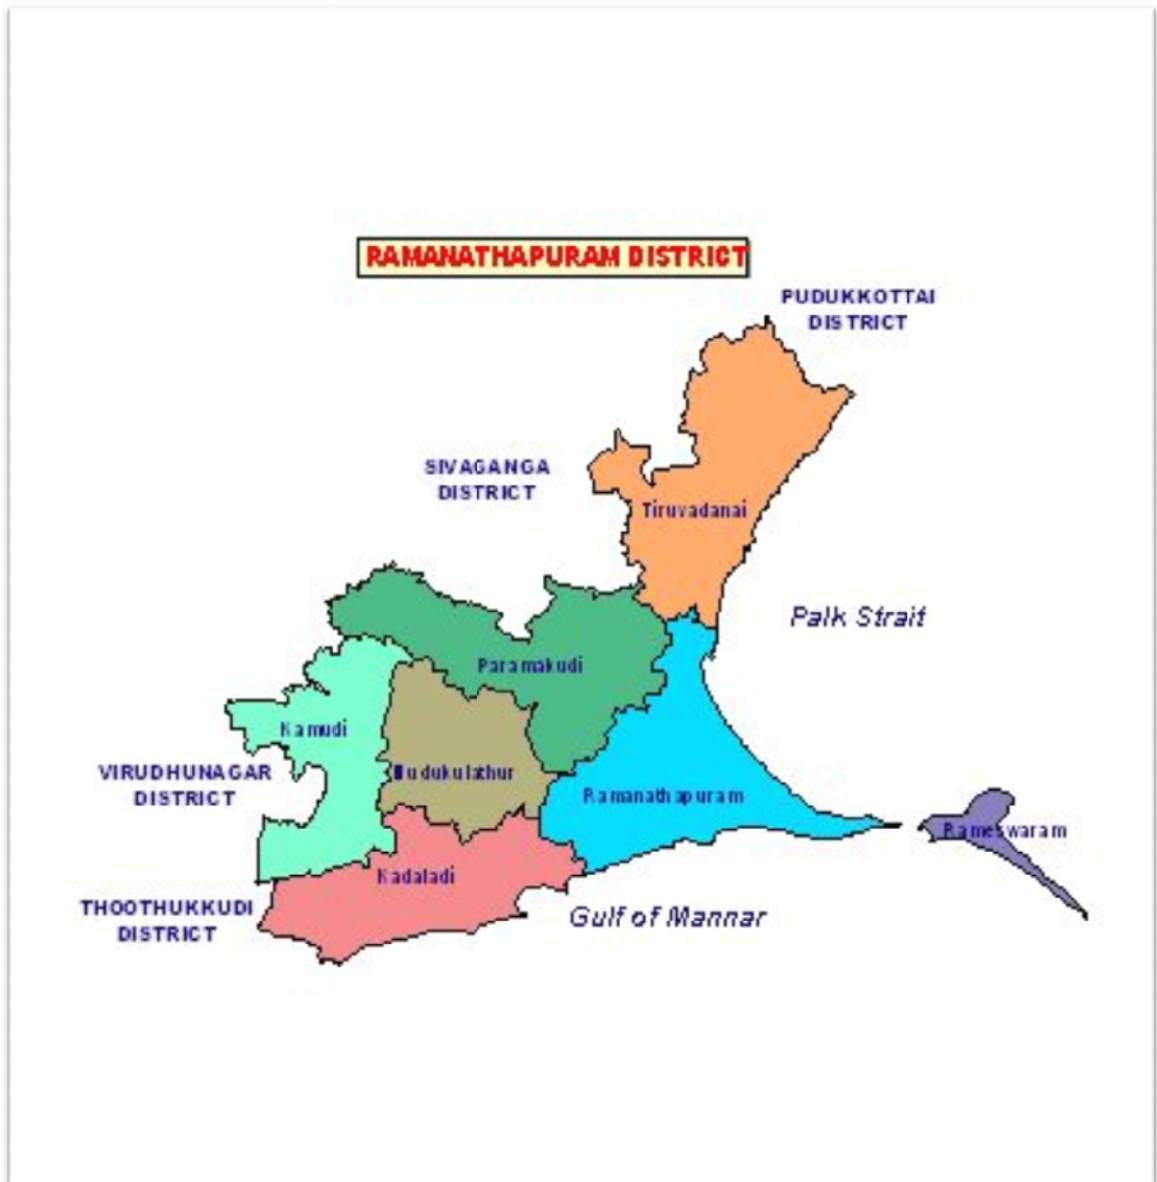 RAMANATHAPURAM DISTRICT
PUDUKKOTTAI
DISTRICT
SIVAGANGA
DISTRICT
Tiruvadanai
Palk Strait
Paramakudi
Kamudi
VIRUDHUNAGAR
DISTRICT
Mudukulathur
Ramanathapuram
Rameswaram
Kadaladi
THOOTHUKKUDI
DISTRICT
Gulf of Mannar